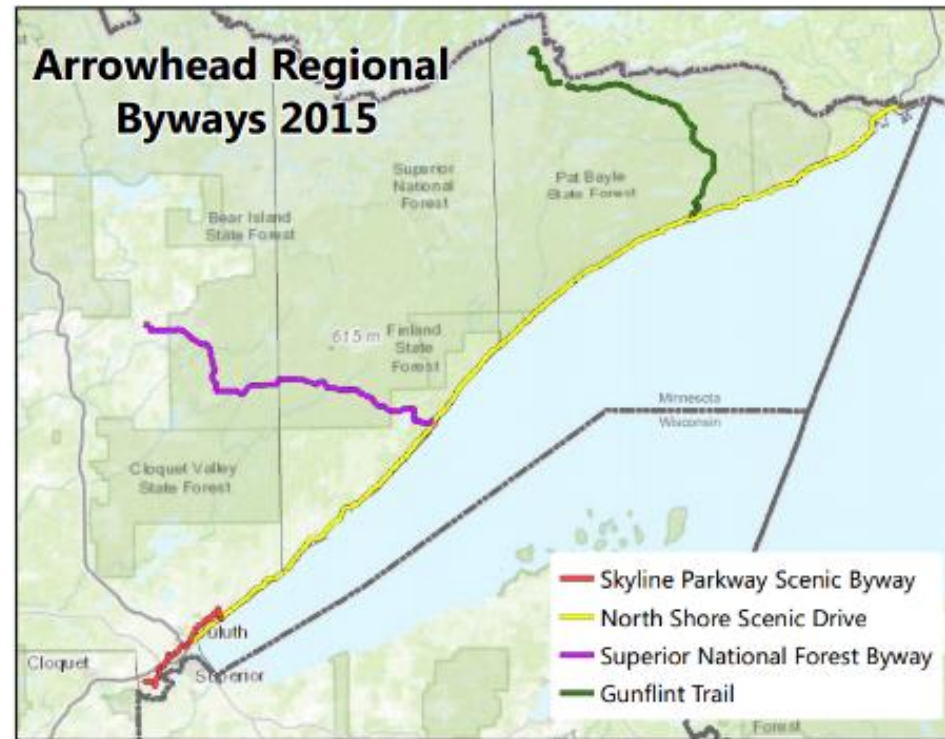 Arrowhead Regional
Byways 2015
Superior
National
Forest
Pat Bayle
State Forest
Bear Island
State Forest
615 m
Finland
State
Forest
Minnesota
Wisconsin
Cloquet Valley
State Forest
uluth
Cloquet
Superior
Skyline Parkway Scenic Byway
North Shore Scenic Drive
Superior National Forest Byway
Gunflint Trail
Forest